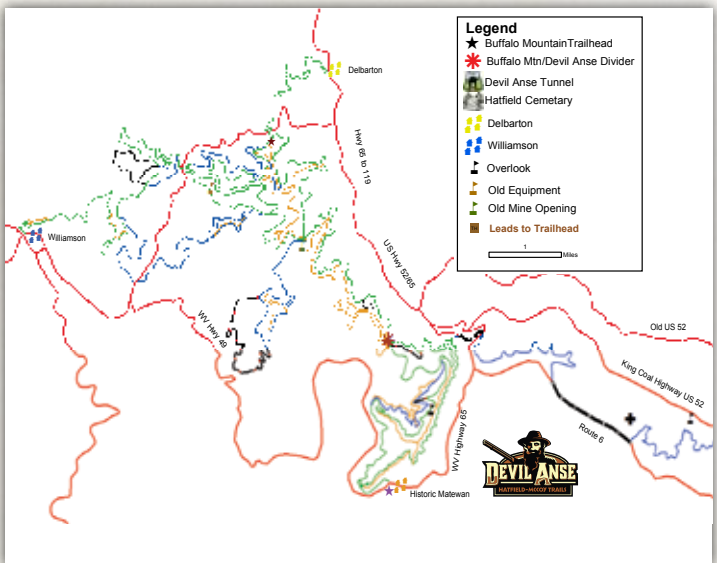 Legend
Buffalo MountainTrailhead
Buffalo Mtn/Devil Anse Divider
Devil Anse Tunnel
Hatfield Cemetary
Delbarton
Williamson
Overlook
Old Equipment
Old Mine Opening
Leads to Trailhead
1
Miles
Delbarton
Hwy 65 to 119
Williamson
US Hwy 52/65
WV Hwy 49
Old US 52
King Coal Highway US 52
Route 6
WV Highway 65
DEVIL ANSE
HATFIELD-MCCOY TRAILS
Historic Matewan